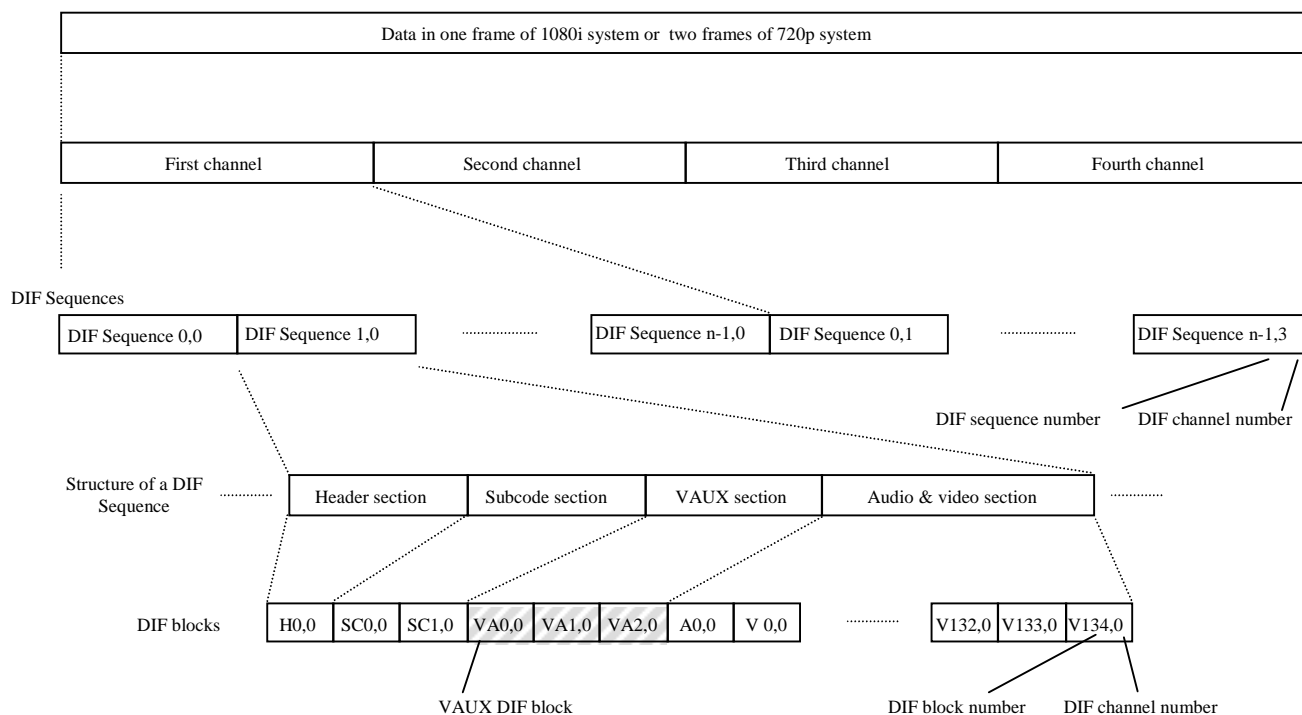 Data in one frame of 1080i system or two frames of 720p system
First channel
Second channel
Third channel
Fourth channel
DIF Sequences
DIF Sequence 0,0
DIF Sequence 1,0
DIF Sequence n-1,0
DIF Sequence 0,1
DIF Sequence n-1,3
DIF sequence number
DIF channel number
Structure of a DIF
Sequence
Header section
Subcode section
VAUX section
Audio & video section
DIF blocks
H0,0
SC0,0
SC1,0
VA0,0
VA1,0
VA2,0
A0,0
V 0,0
V132,0
V133,0
V134,0
VAUX DIF block
DIF block number
DIF channel number